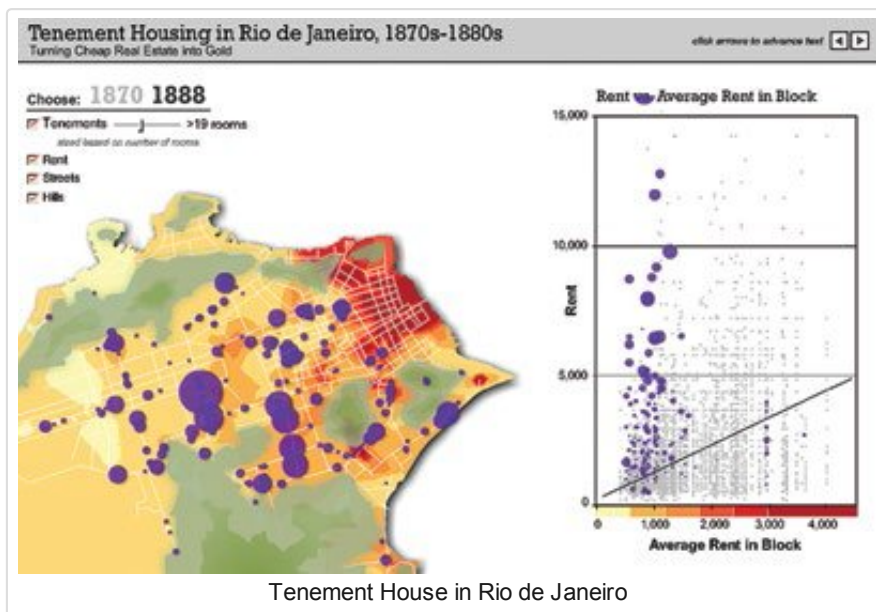 Tenement Housing in Rio de Janeiro, 1870s-1880s
Turning Cheap Real Estate Into Gold
click arrows to advance text
Choose: 1870 1888
Tenements >19 rooms
sized based on number of rooms
Rent
Streets
Hills
Rent vs. Average Rent in Block
15,000
10,000
5,000
0
Rent
0 1,000 2,000 3,000 4,000
Average Rent in Block
Tenement House in Rio de Janeiro